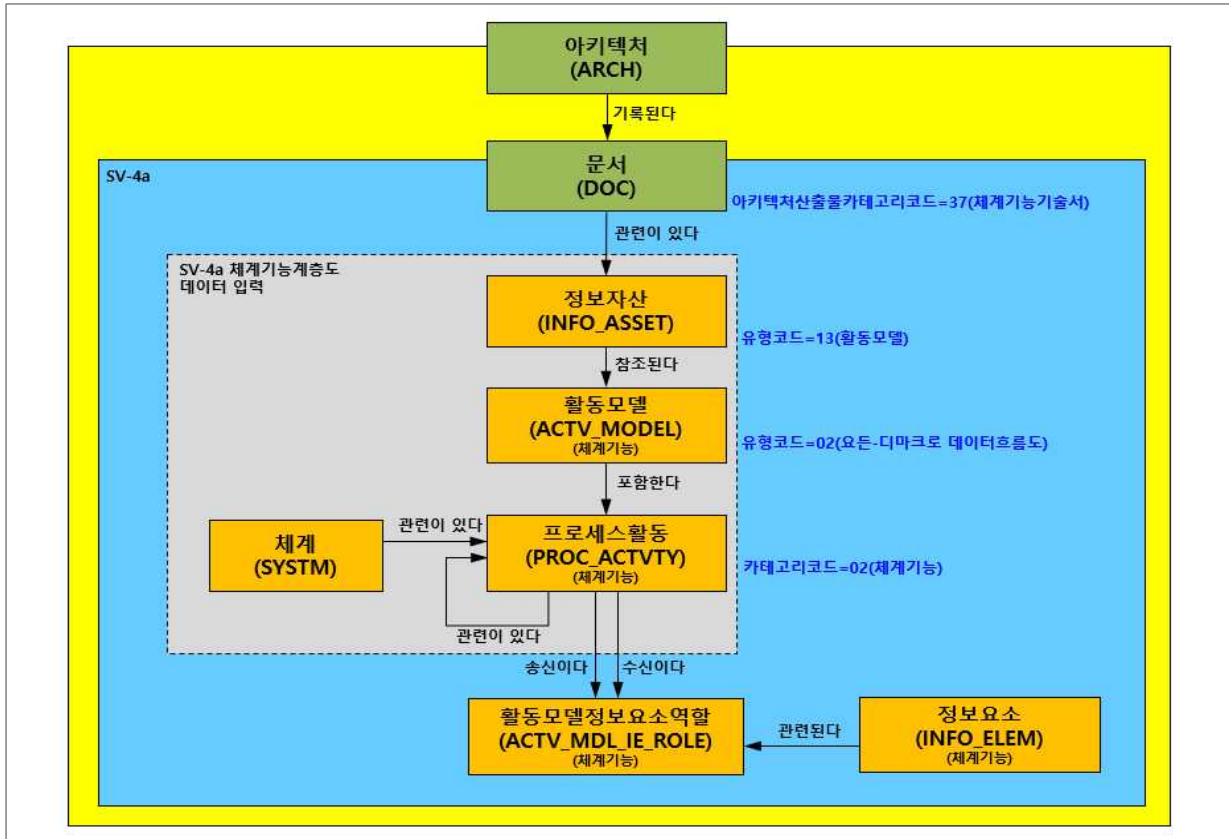 아키텍처
(ARCH)
기록된다
SV-4a
문서
(DOC)
아키텍처산출물카테고리코드=37(체계기능기술서)
관련이 있다
SV-4a 체계기능계층도
데이터 입력
정보자산
(INFO_ASSET)
유형코드=13(활동모델)
참조된다
활동모델
(ACTV_MODEL)
(체계기능)
유형코드=02(요든-디마크로 데이터흐름도)
포함한다
체계
(SYSTM)
관련이 있다
프로세스활동
(PROC_ACTVTY)
(체계기능)
카테고리코드=02(체계기능)
관련이 있다
송신이다
수신이다
활동모델정보요소역할
(ACTV_MDL_IE_ROLE)
(체계기능)
관련된다
정보요소
(INFO_ELEM)
(체계기능)